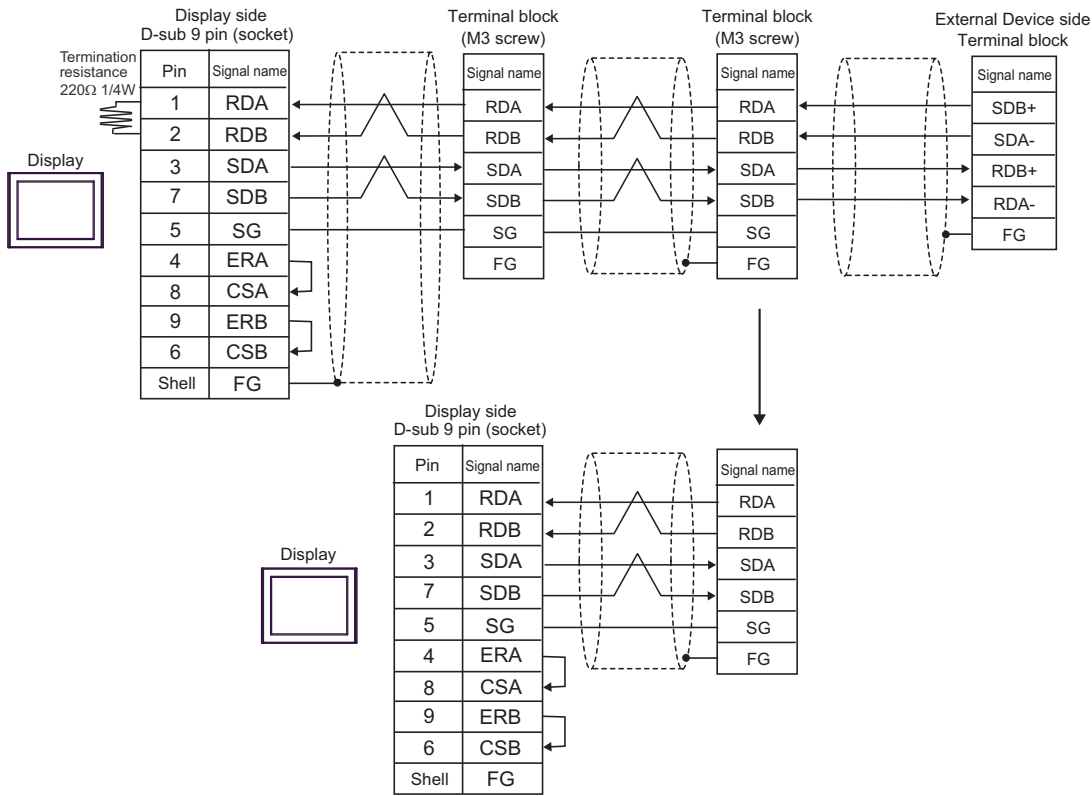 Display side
D-sub 9 pin (socket)
Terminal block
(M3 screw)
Terminal block
(M3 screw)
External Device side
Terminal block
Termination
resistance
220Ω 1/4W
Display
Pin Signal name
1 RDA
2 RDB
3 SDA
7 SDB
5 SG
4 ERA
8 CSA
9 ERB
6 CSB
Shell FG
Signal name
RDA
RDB
SDA
SDB
SG
FG
Signal name
RDA
RDB
SDA
SDB
SG
FG
Signal name
SDB+
SDA-
RDB+
RDA-
FG
Display side
D-sub 9 pin (socket)
Display
Pin Signal name
1 RDA
2 RDB
3 SDA
7 SDB
5 SG
4 ERA
8 CSA
9 ERB
6 CSB
Shell FG
Signal name
RDA
RDB
SDA
SDB
SG
FG